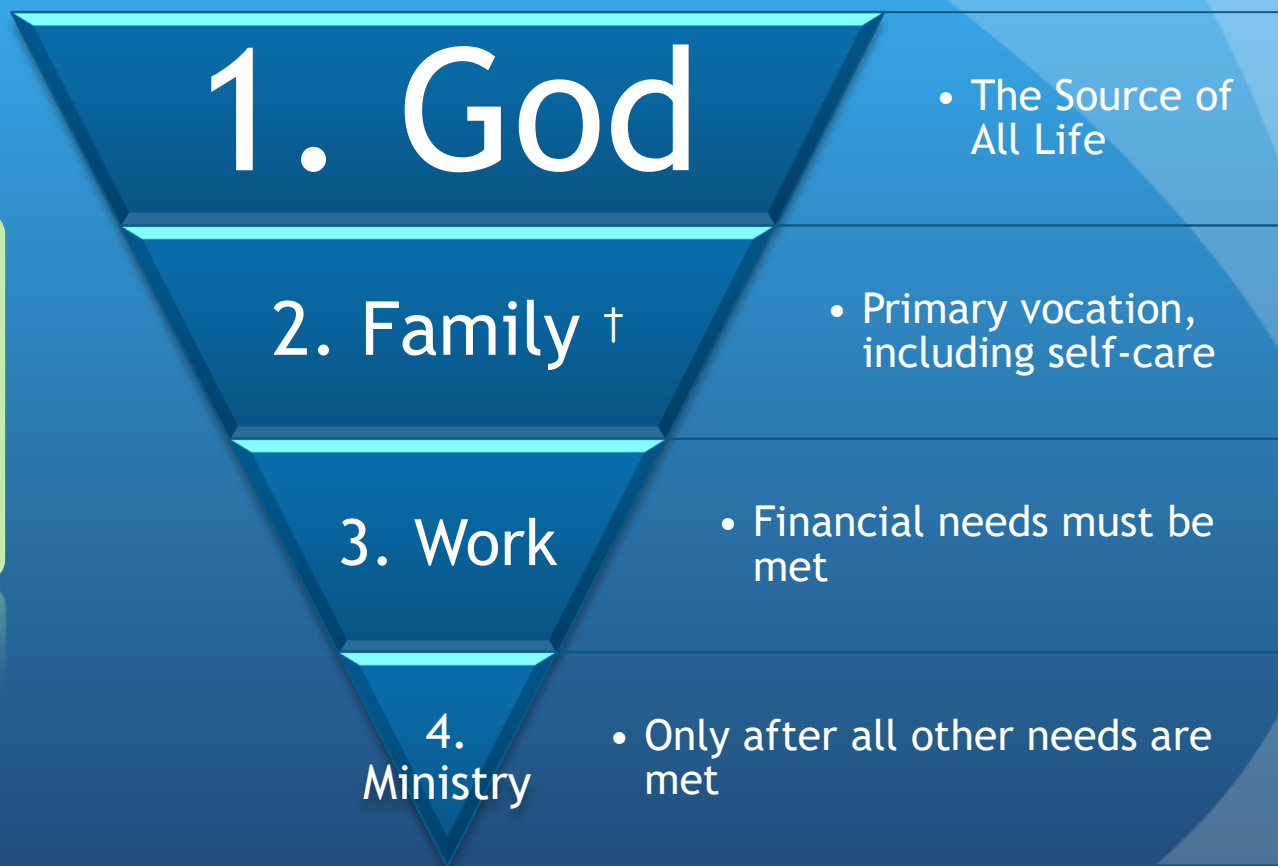 1. God
• The Source of
All Life
2. Family †
• Primary vocation,
including self-care
3. Work
• Financial needs must be
met
4.
Ministry
• Only after all other needs are
met